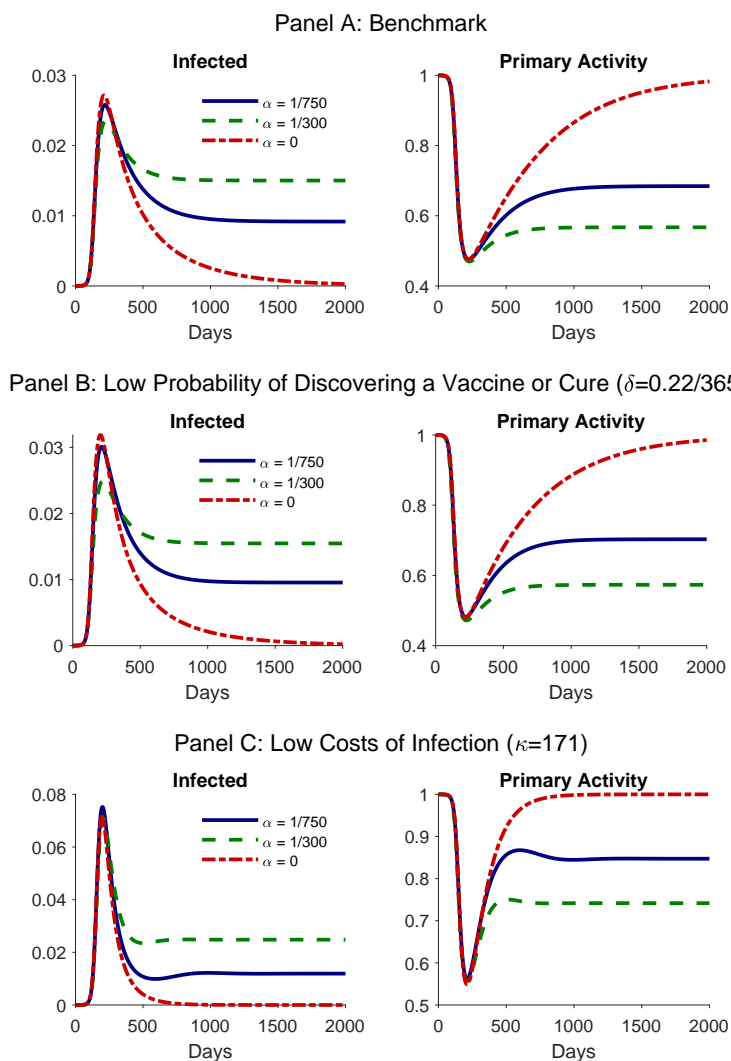 Panel A: Benchmark
Infected
0.03
0.02
0.01
0
α = 1/750
α = 1/300
α = 0
0 500 1000 1500 2000
Days
Primary Activity
1
0.8
0.6
0.4
0 500 1000 1500 2000
Days
Panel B: Low Probability of Discovering a Vaccine or Cure (δ=0.22/365
Infected
0.03
0.02
0.01
0
α = 1/750
α = 1/300
α = 0
0 500 1000 1500 2000
Days
Primary Activity
1
0.8
0.6
0.4
0 500 1000 1500 2000
Days
Panel C: Low Costs of Infection (κ=171)
Infected
0.08
0.06
0.04
0.02
0
α = 1/750
α = 1/300
α = 0
0 500 1000 1500 2000
Days
Primary Activity
1
0.9
0.8
0.7
0.6
0.5
0 500 1000 1500 2000
Days